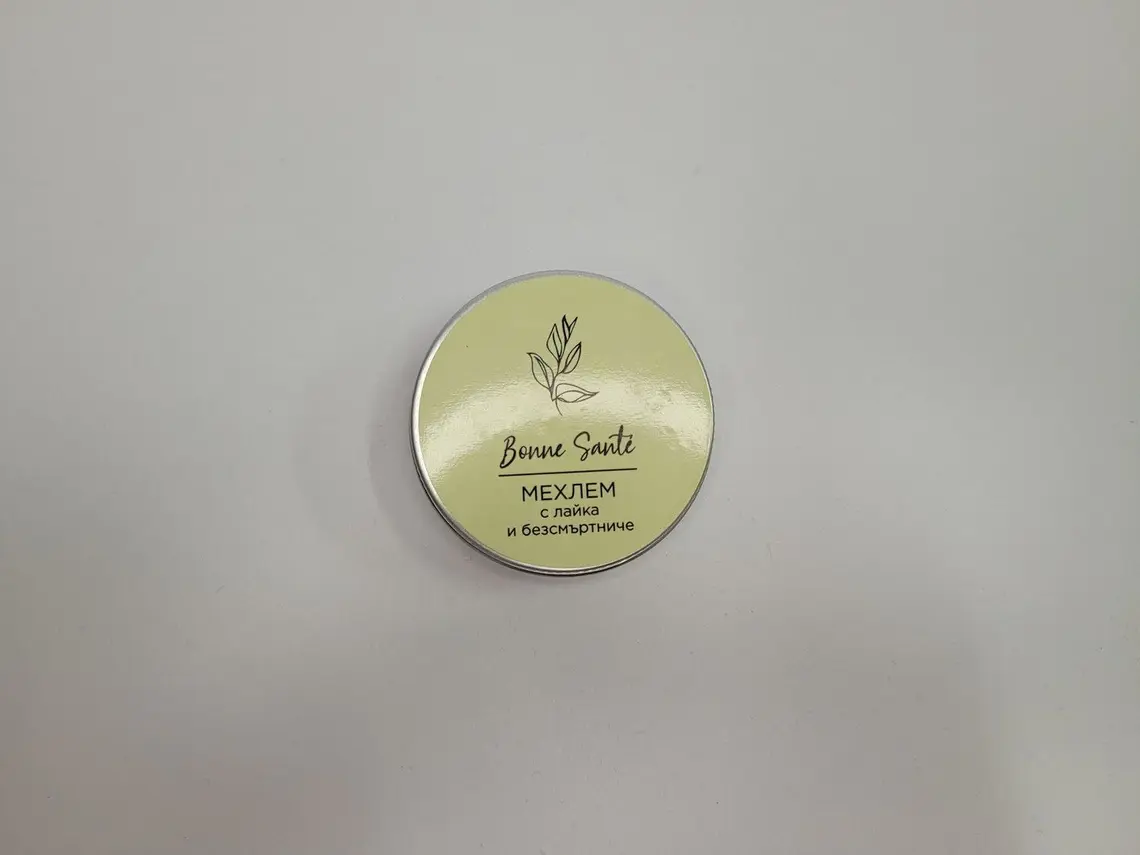 Bonne Santé
МЕХЛЕМ
с лайка
и безсмъртниче